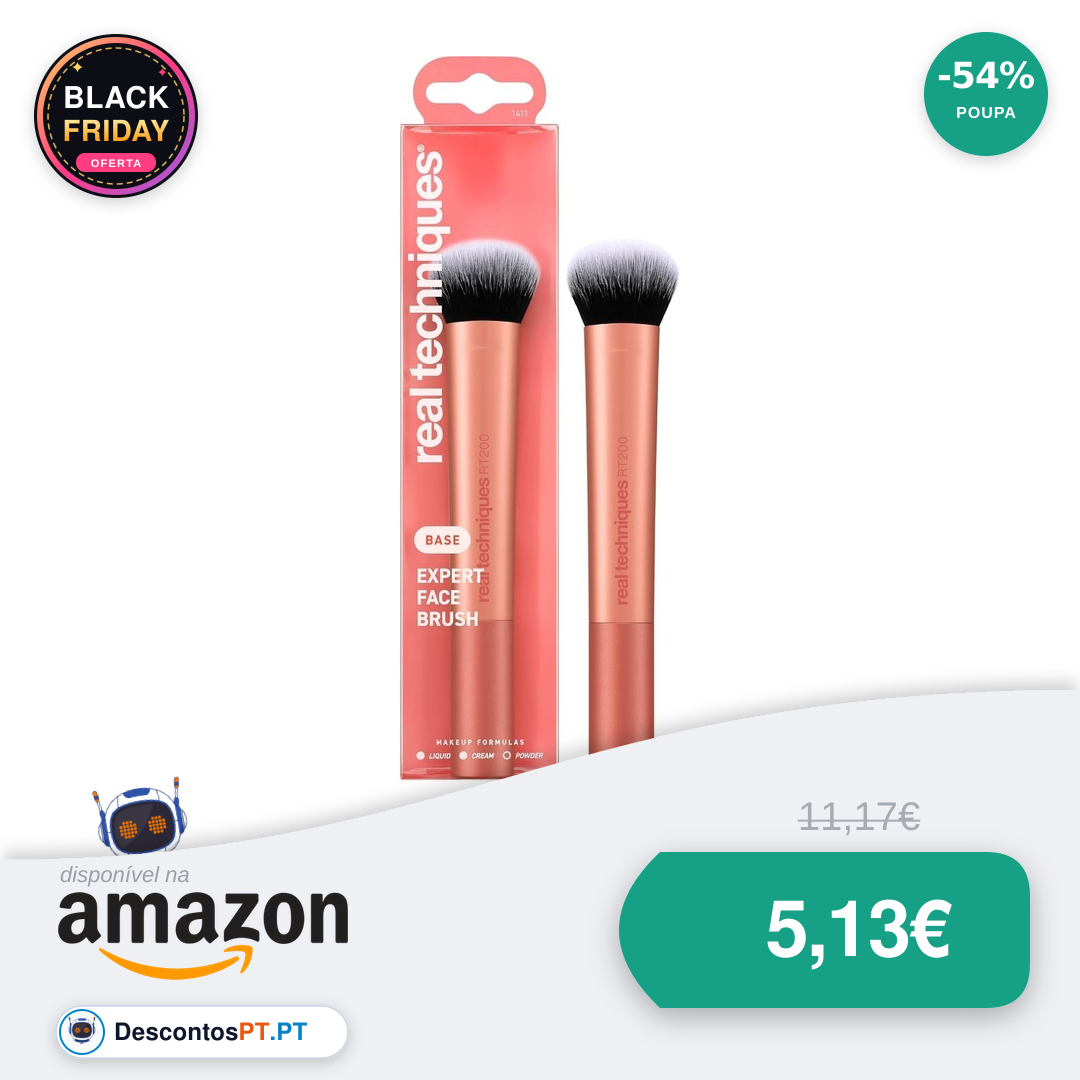 BLACK
FRIDAY
OFERTA
-54%
POUPA
1411
real techniques®
real techniques RT200
BASE
EXPERT
FACE
BRUSH
MAKEUP FORMULAS
LIQUID CREAM POWDER
real techniques RT200
11,17€
5,13€
disponível na
amazon
DescontosPT.PT